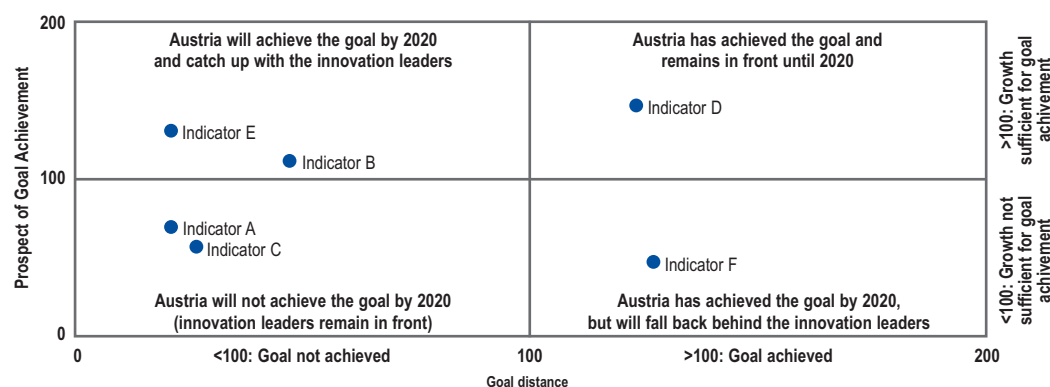 200
Austria will achieve the goal by 2020
and catch up with the innovation leaders
Austria has achieved the goal and
remains in front until 2020
Indicator D
Indicator E
Indicator B
Prospect of Goal Achievement
>100: Growth
sufficient for goal
achivement
100
Indicator A
Indicator C
Indicator F
<100: Growth not
sufficient for goal
achivement
Austria will not achieve the goal by 2020
(innovation leaders remain in front)
Austria has achieved the goal by 2020,
but will fall back behind the innovation leaders
0
0
<100: Goal not achieved
100
>100: Goal achieved
200
Goal distance